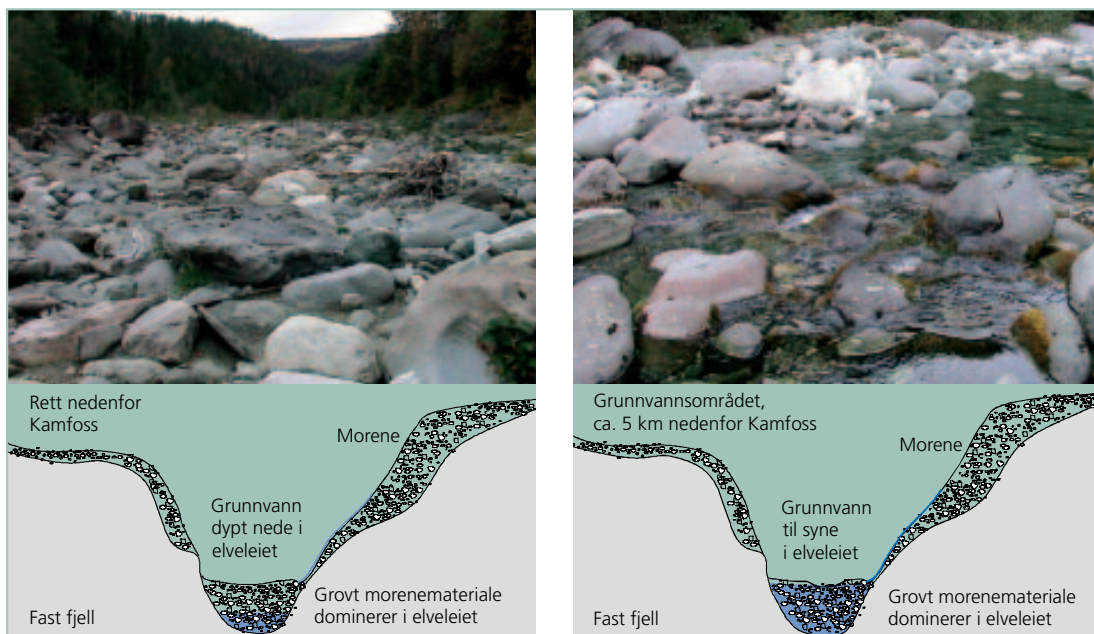 Rett nedenfor
Kamfoss
Morene
Grunnvann
dypt nede i
elveleiet
Fast fjell
Grovt morenemateriale
dominerer i elveleiet
Grunnvannsområdet,
ca. 5 km nedenfor Kamfoss
Morene
Grunnvann
til syne
i elveleiet
Fast fjell
Grovt morenemateriale
dominerer i elveleiet